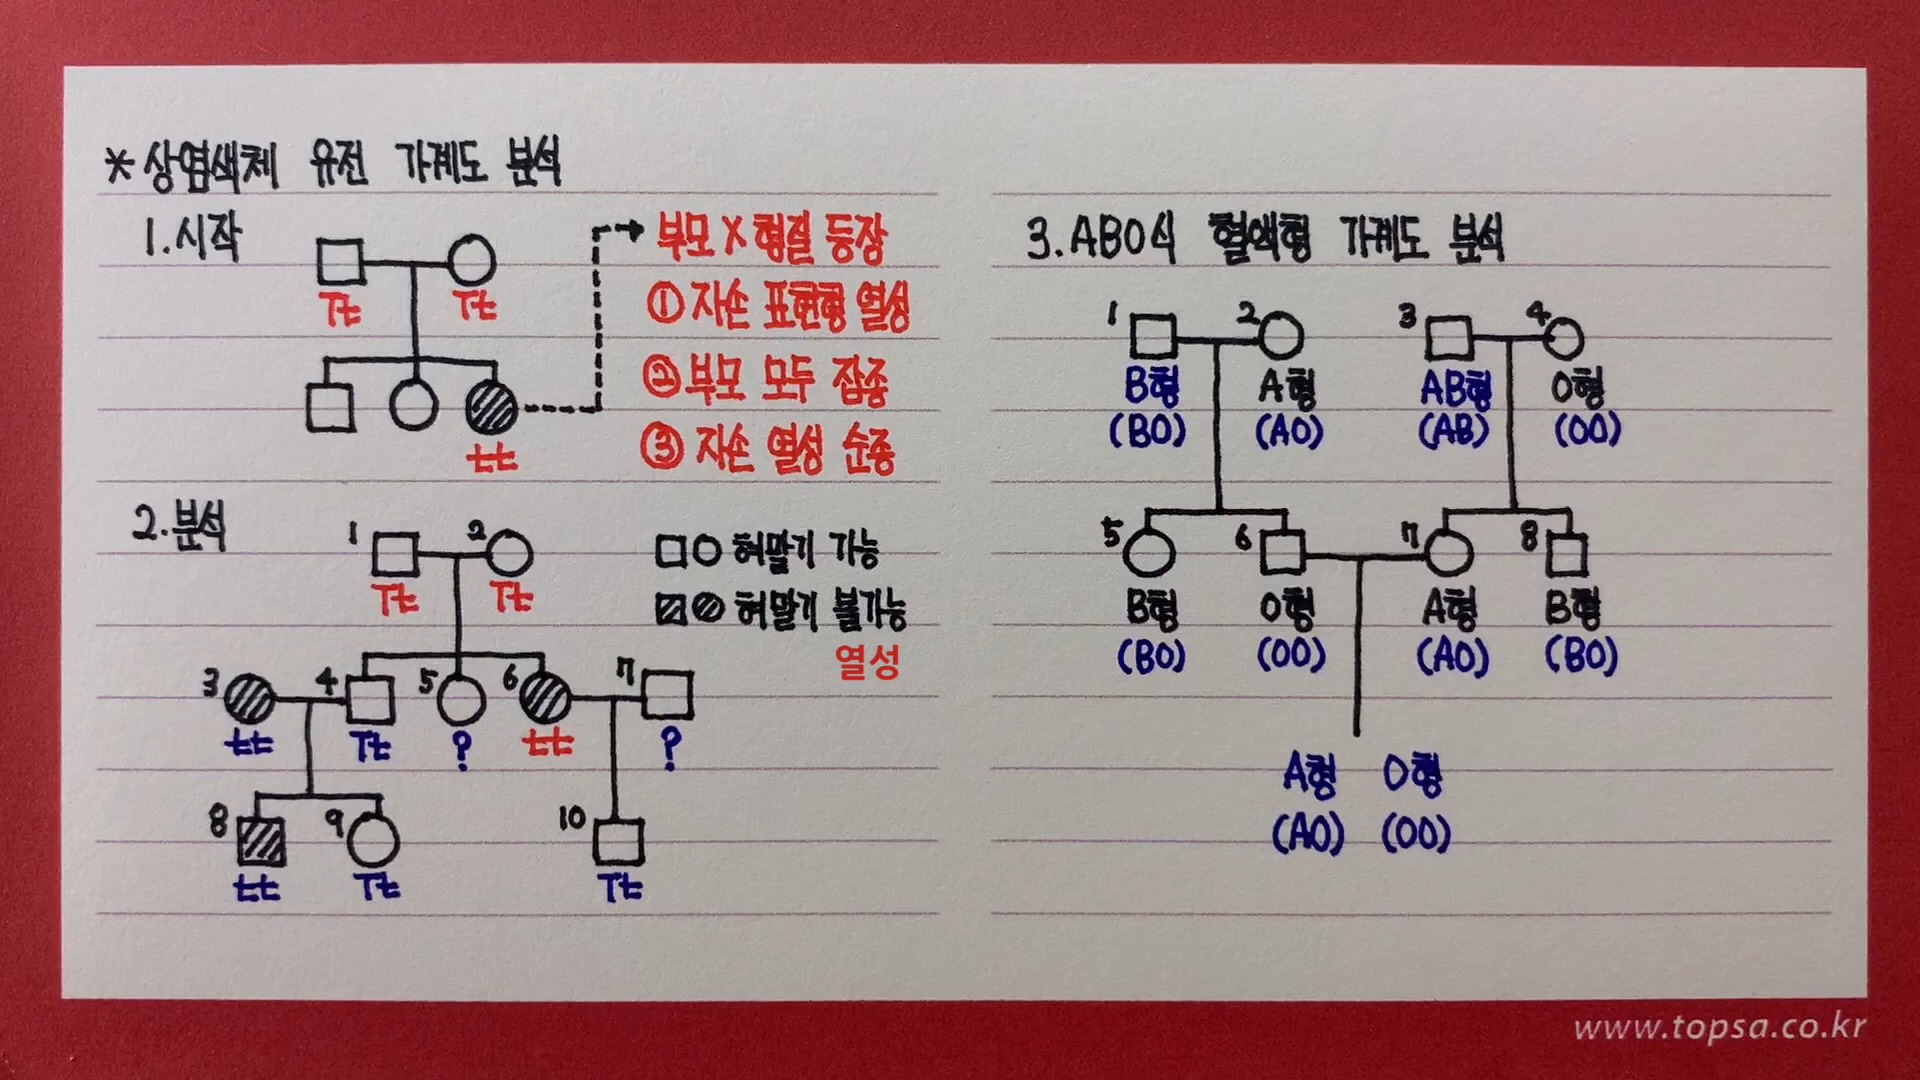 *상염색체 유전 가계도 분석
1.시작
Tt Tt
tt
부모 X 형질 등장
① 자손 표현형 열성
② 부모 모두 잡종
③ 자손 열성 순종
2.분석
1 2
Tt Tt
□○ 혀말기 가능
혀말기 불가능
열성
3 4 5 6 7
tt Tt ? tt ?
8 9 10
tt Tt Tt
3.ABO식 혈액형 가계도 분석
1 2 3 4
B형 A형 AB형 O형
(BO) (AO) (AB) (OO)
5 6 7 8
B형 O형 A형 B형
(BO) (OO) (AO) (BO)
A형 O형
(AO) (OO)
www.topsa.co.kr